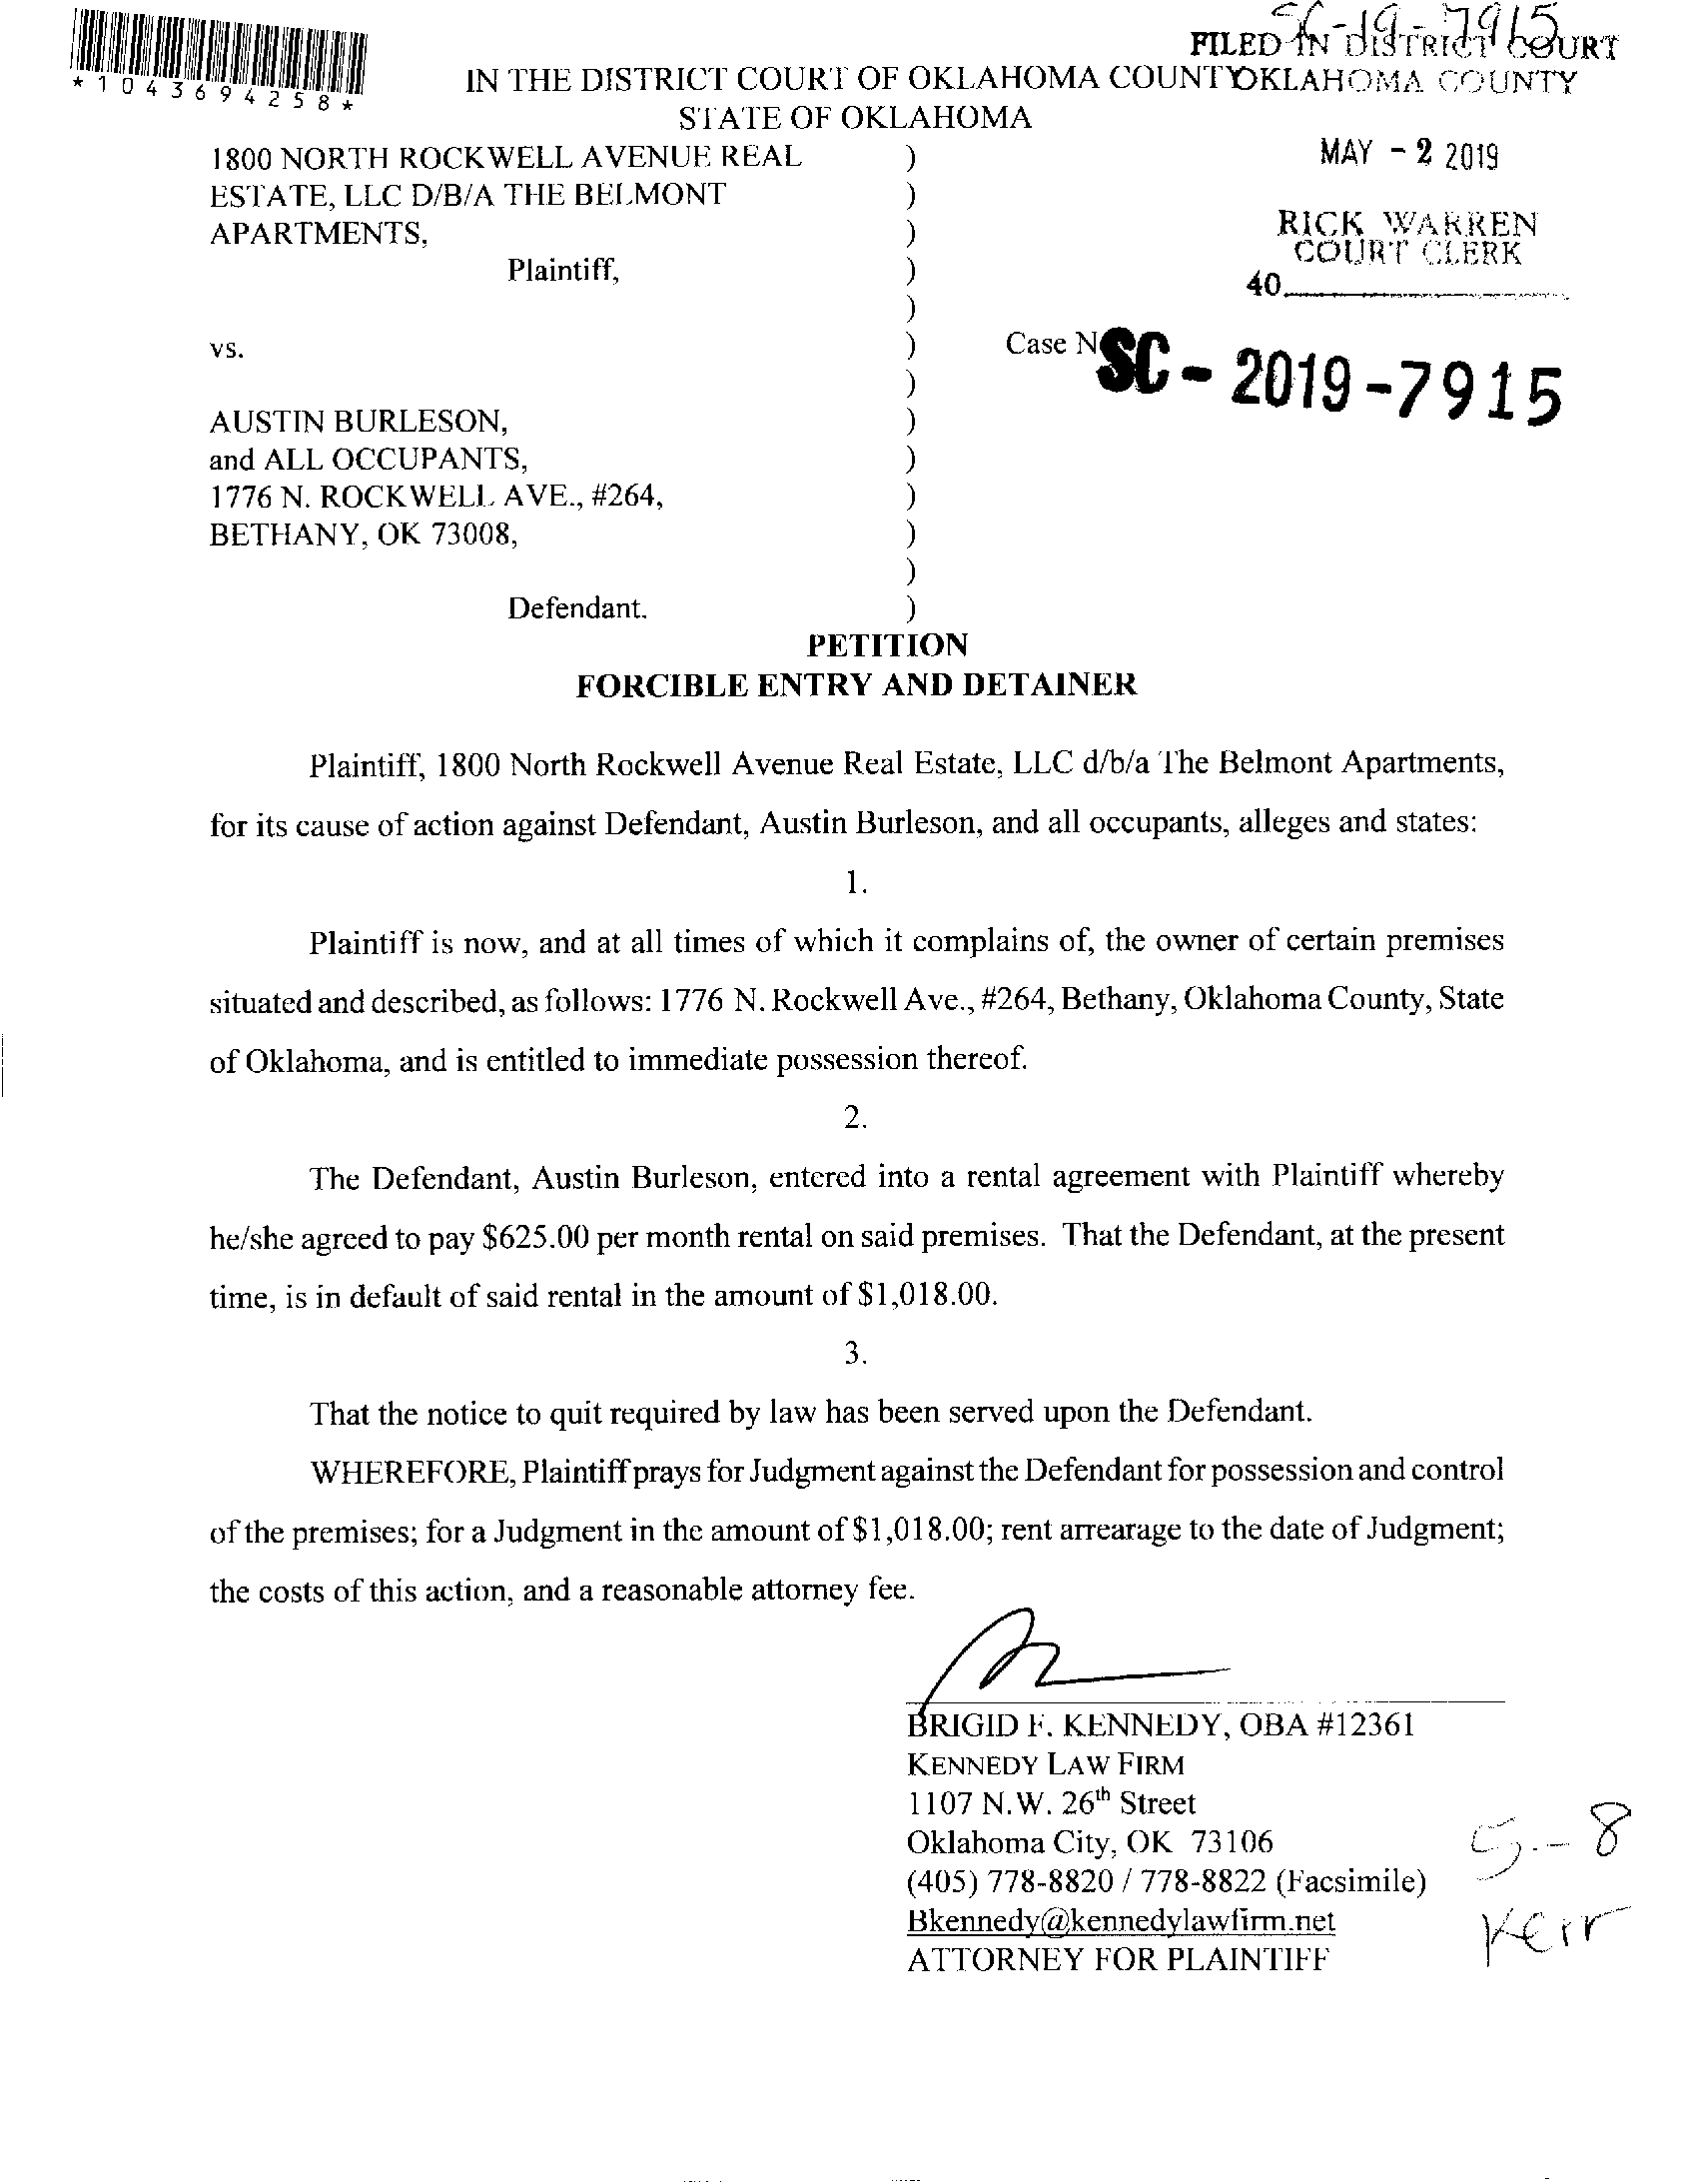 *1043694258*
SC-19-7915
FILED IN DISTRICT COURT
OKLAHOMA COUNTY
IN THE DISTRICT COURT OF OKLAHOMA COUNTY
STATE OF OKLAHOMA
MAY - 2 2019
RICK WARREN
COURT CLERK
40
1800 NORTH ROCKWELL AVENUE REAL )
ESTATE, LLC D/B/A THE BELMONT )
APARTMENTS, )
Plaintiff, )
)
vs. ) Case N SC - 2019 - 7915
)
AUSTIN BURLESON, )
and ALL OCCUPANTS, )
1776 N. ROCKWELL AVE., #264, )
BETHANY, OK 73008, )
)
Defendant. )
PETITION
FORCIBLE ENTRY AND DETAINER
Plaintiff, 1800 North Rockwell Avenue Real Estate, LLC d/b/a The Belmont Apartments,
for its cause of action against Defendant, Austin Burleson, and all occupants, alleges and states:
1.
Plaintiff is now, and at all times of which it complains of, the owner of certain premises
situated and described, as follows: 1776 N. Rockwell Ave., #264, Bethany, Oklahoma County, State
of Oklahoma, and is entitled to immediate possession thereof.
2.
The Defendant, Austin Burleson, entered into a rental agreement with Plaintiff whereby
he/she agreed to pay $625.00 per month rental on said premises. That the Defendant, at the present
time, is in default of said rental in the amount of $1,018.00.
3.
That the notice to quit required by law has been served upon the Defendant.
WHEREFORE, Plaintiff prays for Judgment against the Defendant for possession and control
of the premises; for a Judgment in the amount of $1,018.00; rent arrearage to the date of Judgment;
the costs of this action, and a reasonable attorney fee.
BRIGID F. KENNEDY, OBA #12361
KENNEDY LAW FIRM
1107 N.W. 26th Street
Oklahoma City, OK 73106
(405) 778-8820 / 778-8822 (Facsimile)
Bkennedy@kennedylawfirm.net
ATTORNEY FOR PLAINTIFF
5-8
Kerr